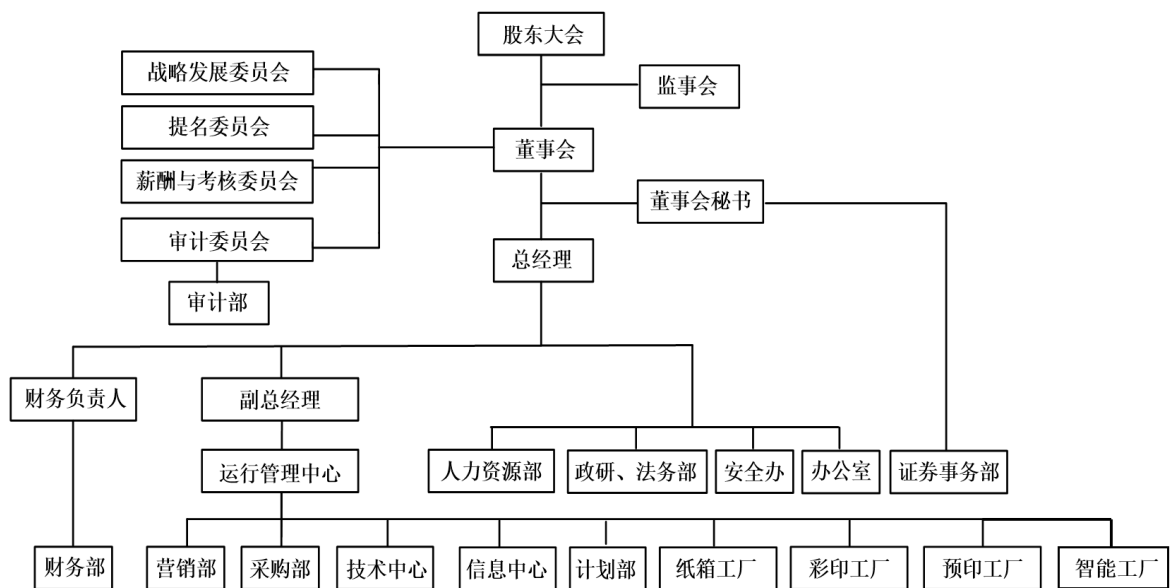 股东大会
战略发展委员会
监事会
提名委员会
董事会
薪酬与考核委员会
董事会秘书
审计委员会
总经理
审计部
财务负责人
副总经理
运行管理中心
人力资源部
政研、法务部
安全办
办公室
证券事务部
财务部
营销部
采购部
技术中心
信息中心
计划部
纸箱工厂
彩印工厂
预印工厂
智能工厂